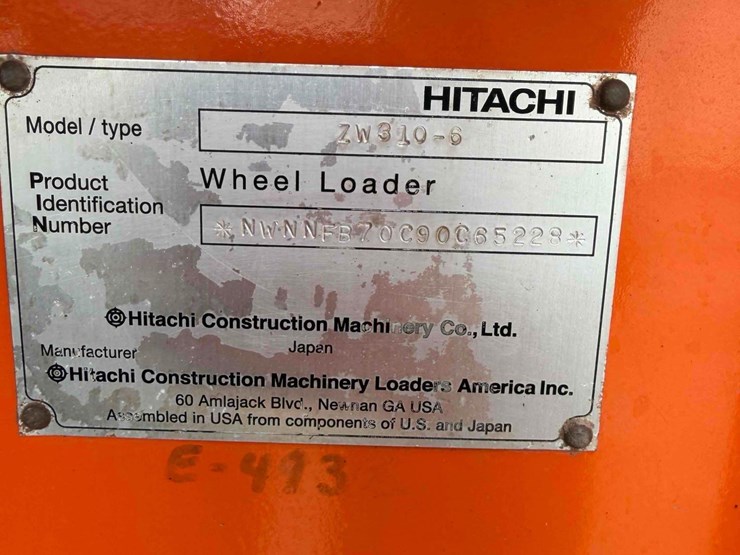 HITACHI
Model / type ZW310-6
Wheel Loader
Product
Identification
Number
*NWNNFB70C90C65228*
Hitachi Construction Machinery Co., Ltd.
Japan
Manufacturer
Hitachi Construction Machinery Loaders America Inc.
60 Amlajack Blvd., Newnan GA USA
Assembled in USA from components of U.S. and Japan
E-493